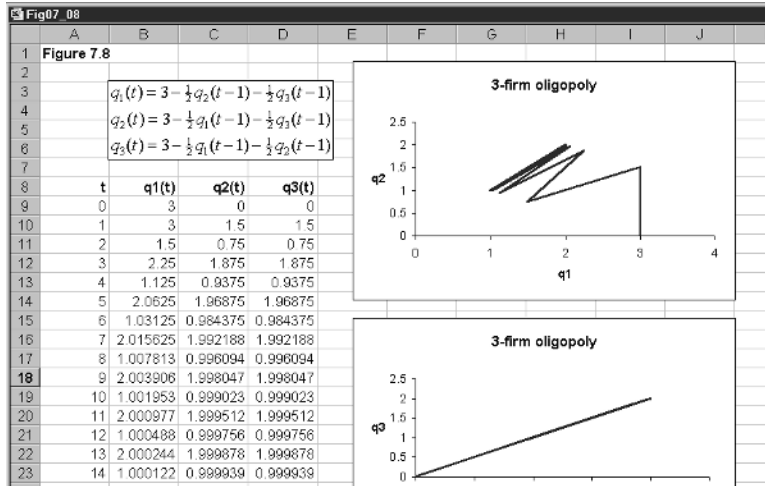 Fig07_08
A B C D E F G H I J
1 Figure 7.8
2
3 q₁(t) = 3 − ½q₂(t−1) − ½q₃(t−1)
4
5 q₂(t) = 3 − ½q₁(t−1) − ½q₃(t−1)
6 q₃(t) = 3 − ½q₁(t−1) − ½q₂(t−1)
7
8 t q1(t) q2(t) q3(t)
9 0 3 0 0
10 1 3 1.5 1.5
11 2 1.5 0.75 0.75
12 3 2.25 1.875 1.875
13 4 1.125 0.9375 0.9375
14 5 2.0625 1.96875 1.96875
15 6 1.03125 0.984375 0.984375
16 7 2.015625 1.992188 1.992188
17 8 1.007813 0.996094 0.996094
18 9 2.003906 1.998047 1.998047
19 10 1.001953 0.999023 0.999023
20 11 2.000977 1.999512 1.999512
21 12 1.000488 0.999756 0.999756
22 13 2.000244 1.999878 1.999878
23 14 1.000122 0.999939 0.999939
3-firm oligopoly
2.5
2
q2
1.5
1
0.5
0
0 1 2 3 4
q1
3-firm oligopoly
2.5
2
q3
1.5
1
0.5
0